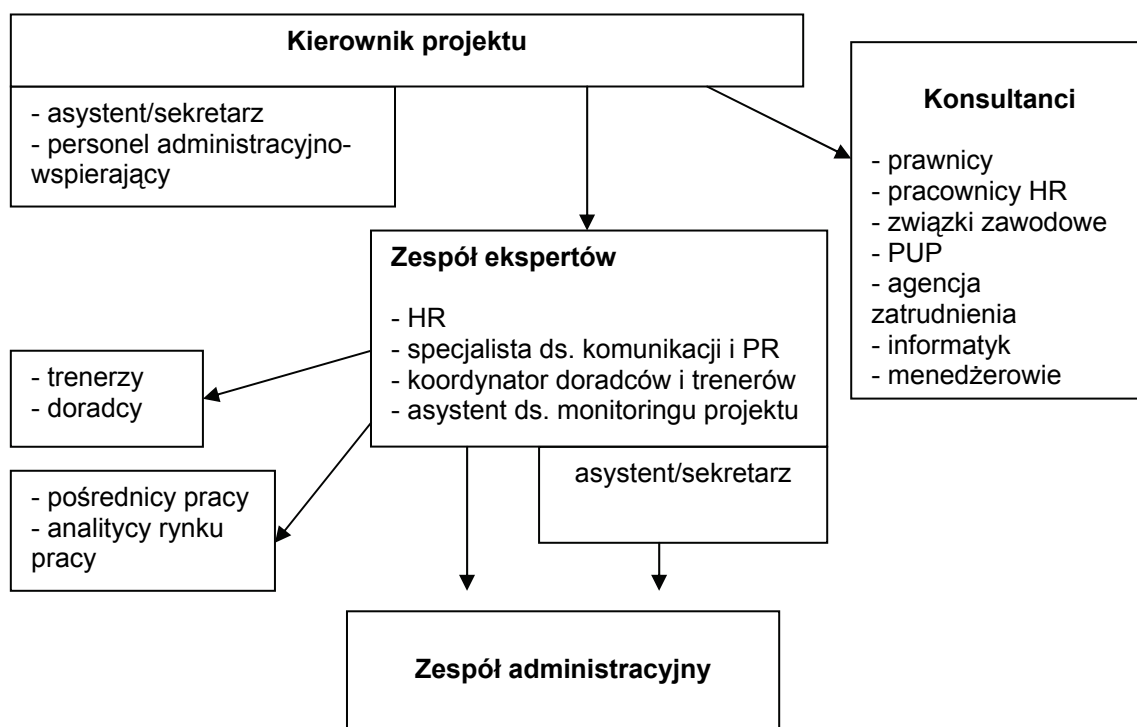 Kierownik projektu
- asystent/sekretarz
- personel administracyjno-
wspierający
Konsultanci
- prawnicy
- pracownicy HR
- związki zawodowe
- PUP
- agencja
zatrudnienia
- informatyk
- menedżerowie
Zespół ekspertów
- HR
- specjalista ds. komunikacji i PR
- koordynator doradców i trenerów
- asystent ds. monitoringu projektu
asystent/sekretarz
- trenerzy
- doradcy
- pośrednicy pracy
- analitycy rynku
pracy
Zespół administracyjny